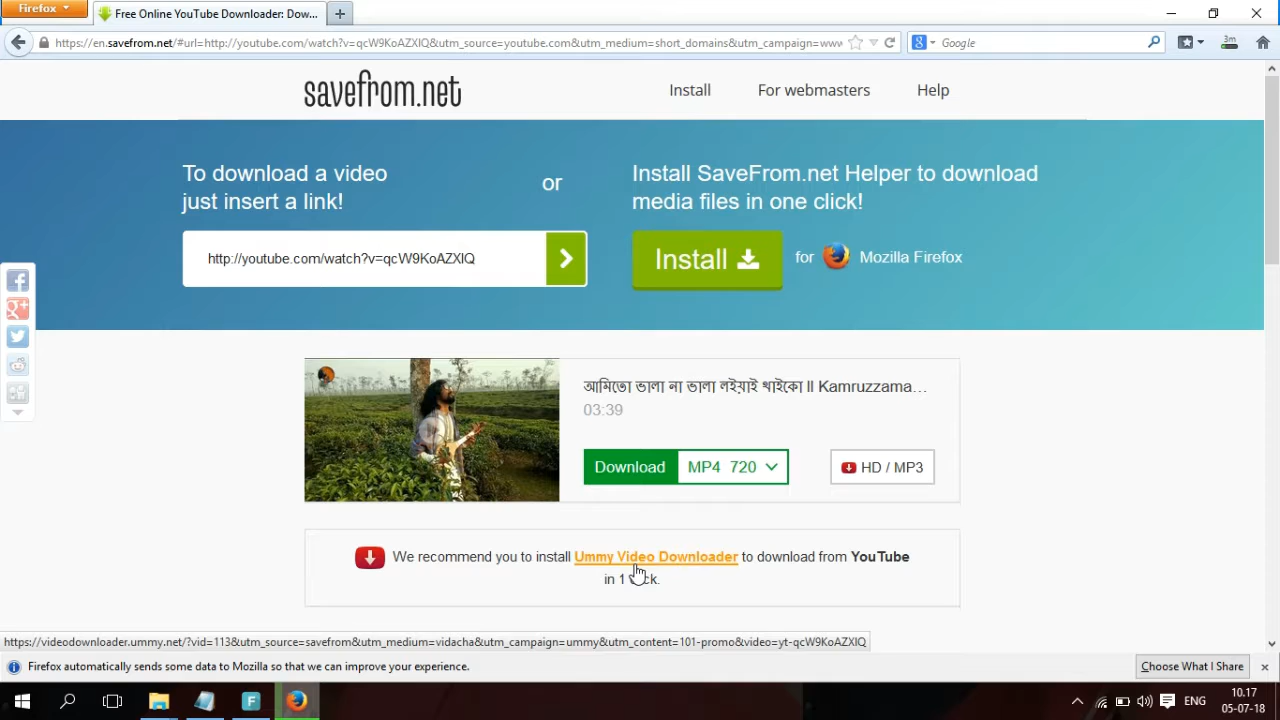 Firefox
Free Online YouTube Downloader: Dow...
https://en.savefrom.net/#url=http://youtube.com/watch?v=qcW9KoAZXIQ&utm_source=youtube.com&utm_medium=short_domains&utm_campaign=www
Google
3m
savefrom.net
Install
For webmasters
Help
To download a video
just insert a link!
or
Install SaveFrom.net Helper to download
media files in one click!
http://youtube.com/watch?v=qcW9KoAZXIQ
Install
for
Mozilla Firefox
আমিতো ভালা না ভালা লইয়াই থাইকো ll Kamruzzama...
03:39
Download
MP4 720
HD / MP3
We recommend you to install Ummy Video Downloader to download from YouTube
in 1
https://videodownloader.ummy.net/?vid=113&utm_source=savefrom&utm_medium=vidacha&utm_campaign=ummy&utm_content=101-promo&video=yt-qcW9KoAZXIQ
Firefox automatically sends some data to Mozilla so that we can improve your experience.
Choose What I Share
ENG
10.17
05-07-18